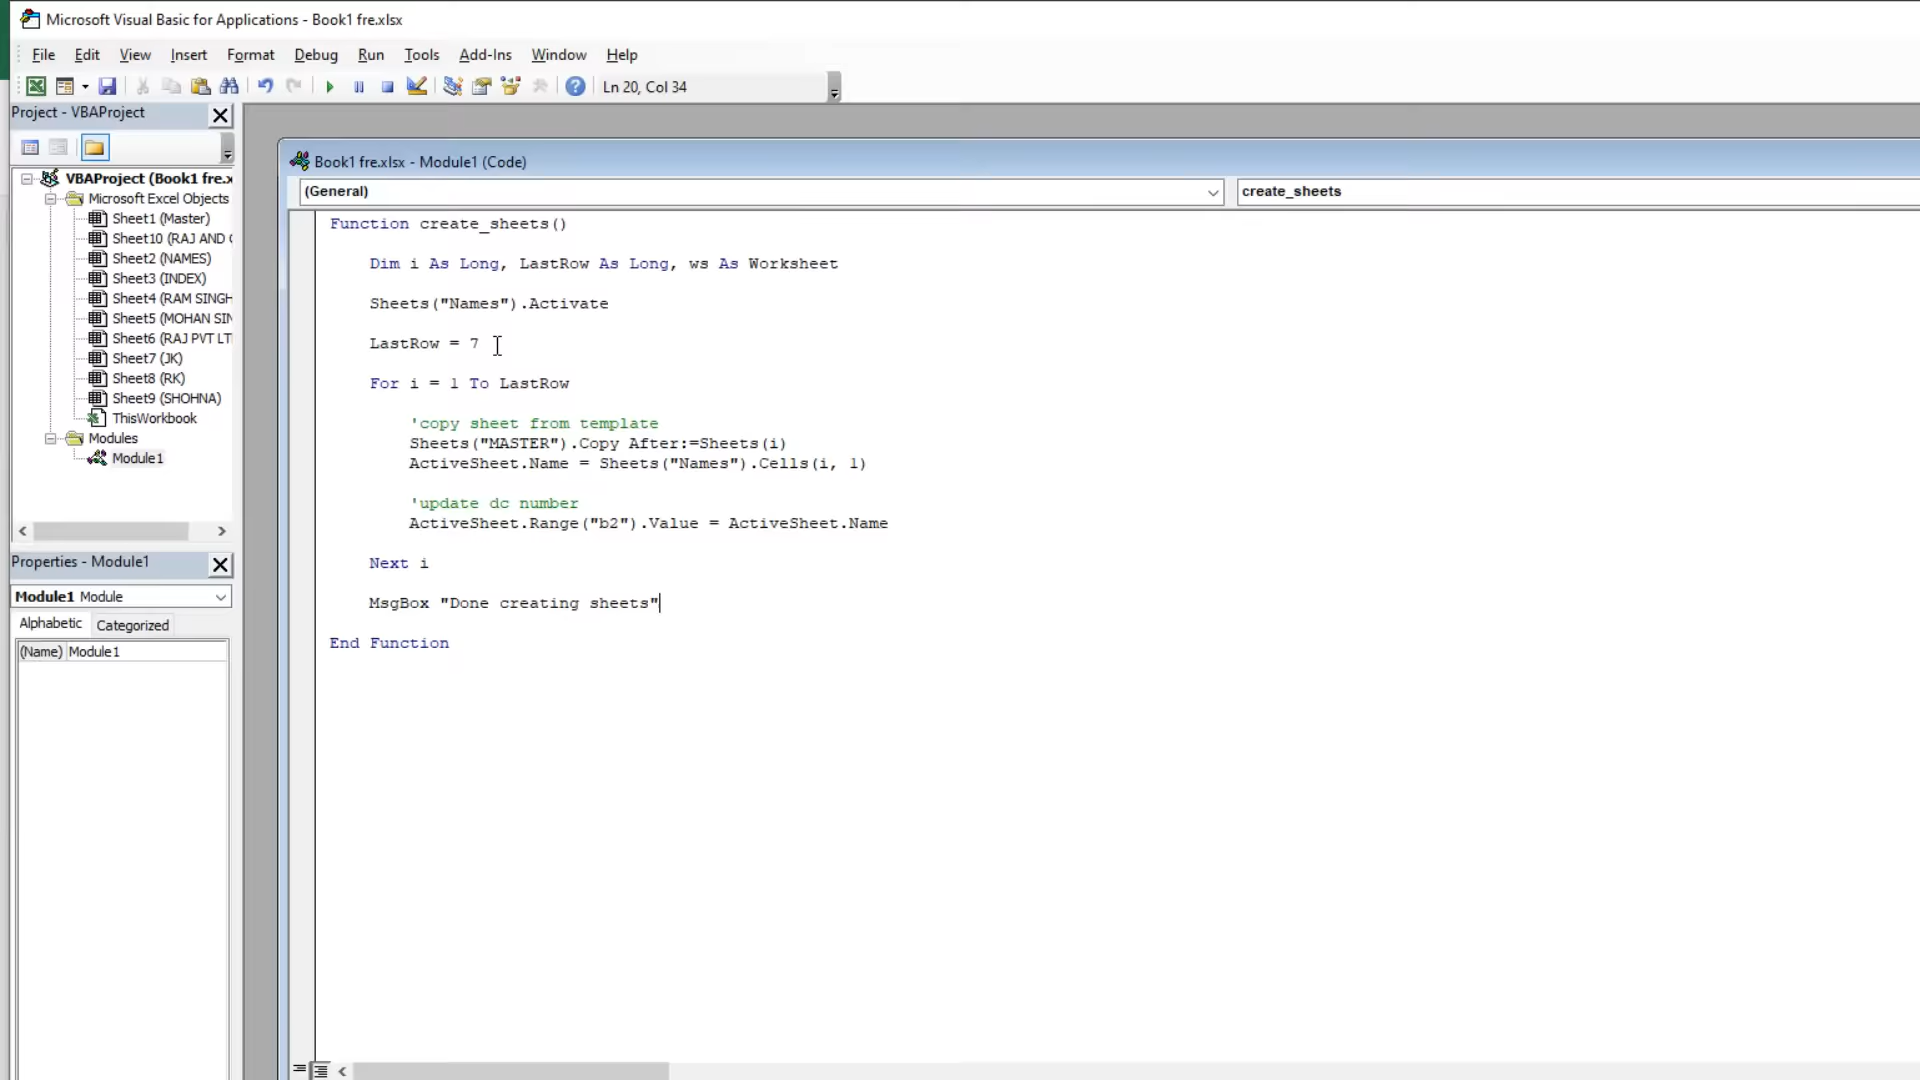 Microsoft Visual Basic for Applications - Book1 fre.xlsx
File Edit View Insert Format Debug Run Tools Add-Ins Window Help
Ln 20, Col 34
Project - VBAProject
VBAProject (Book1 fre.x
Microsoft Excel Objects
Sheet1 (Master)
Sheet10 (RAJ AND
Sheet2 (NAMES)
Sheet3 (INDEX)
Sheet4 (RAM SINGH
Sheet5 (MOHAN SIN
Sheet6 (RAJ PVT LT
Sheet7 (JK)
Sheet8 (RK)
Sheet9 (SHOHNA)
ThisWorkbook
Modules
Module1
Properties - Module1
Module1 Module
Alphabetic Categorized
(Name) Module1
Book1 fre.xlsx - Module1 (Code)
(General) create_sheets
Function create_sheets()
Dim i As Long, LastRow As Long, ws As Worksheet
Sheets("Names").Activate
LastRow = 7
For i = 1 To LastRow
'copy sheet from template
Sheets("MASTER").Copy After:=Sheets(i)
ActiveSheet.Name = Sheets("Names").Cells(i, 1)
'update dc number
ActiveSheet.Range("b2").Value = ActiveSheet.Name
Next i
MsgBox "Done creating sheets"
End Function